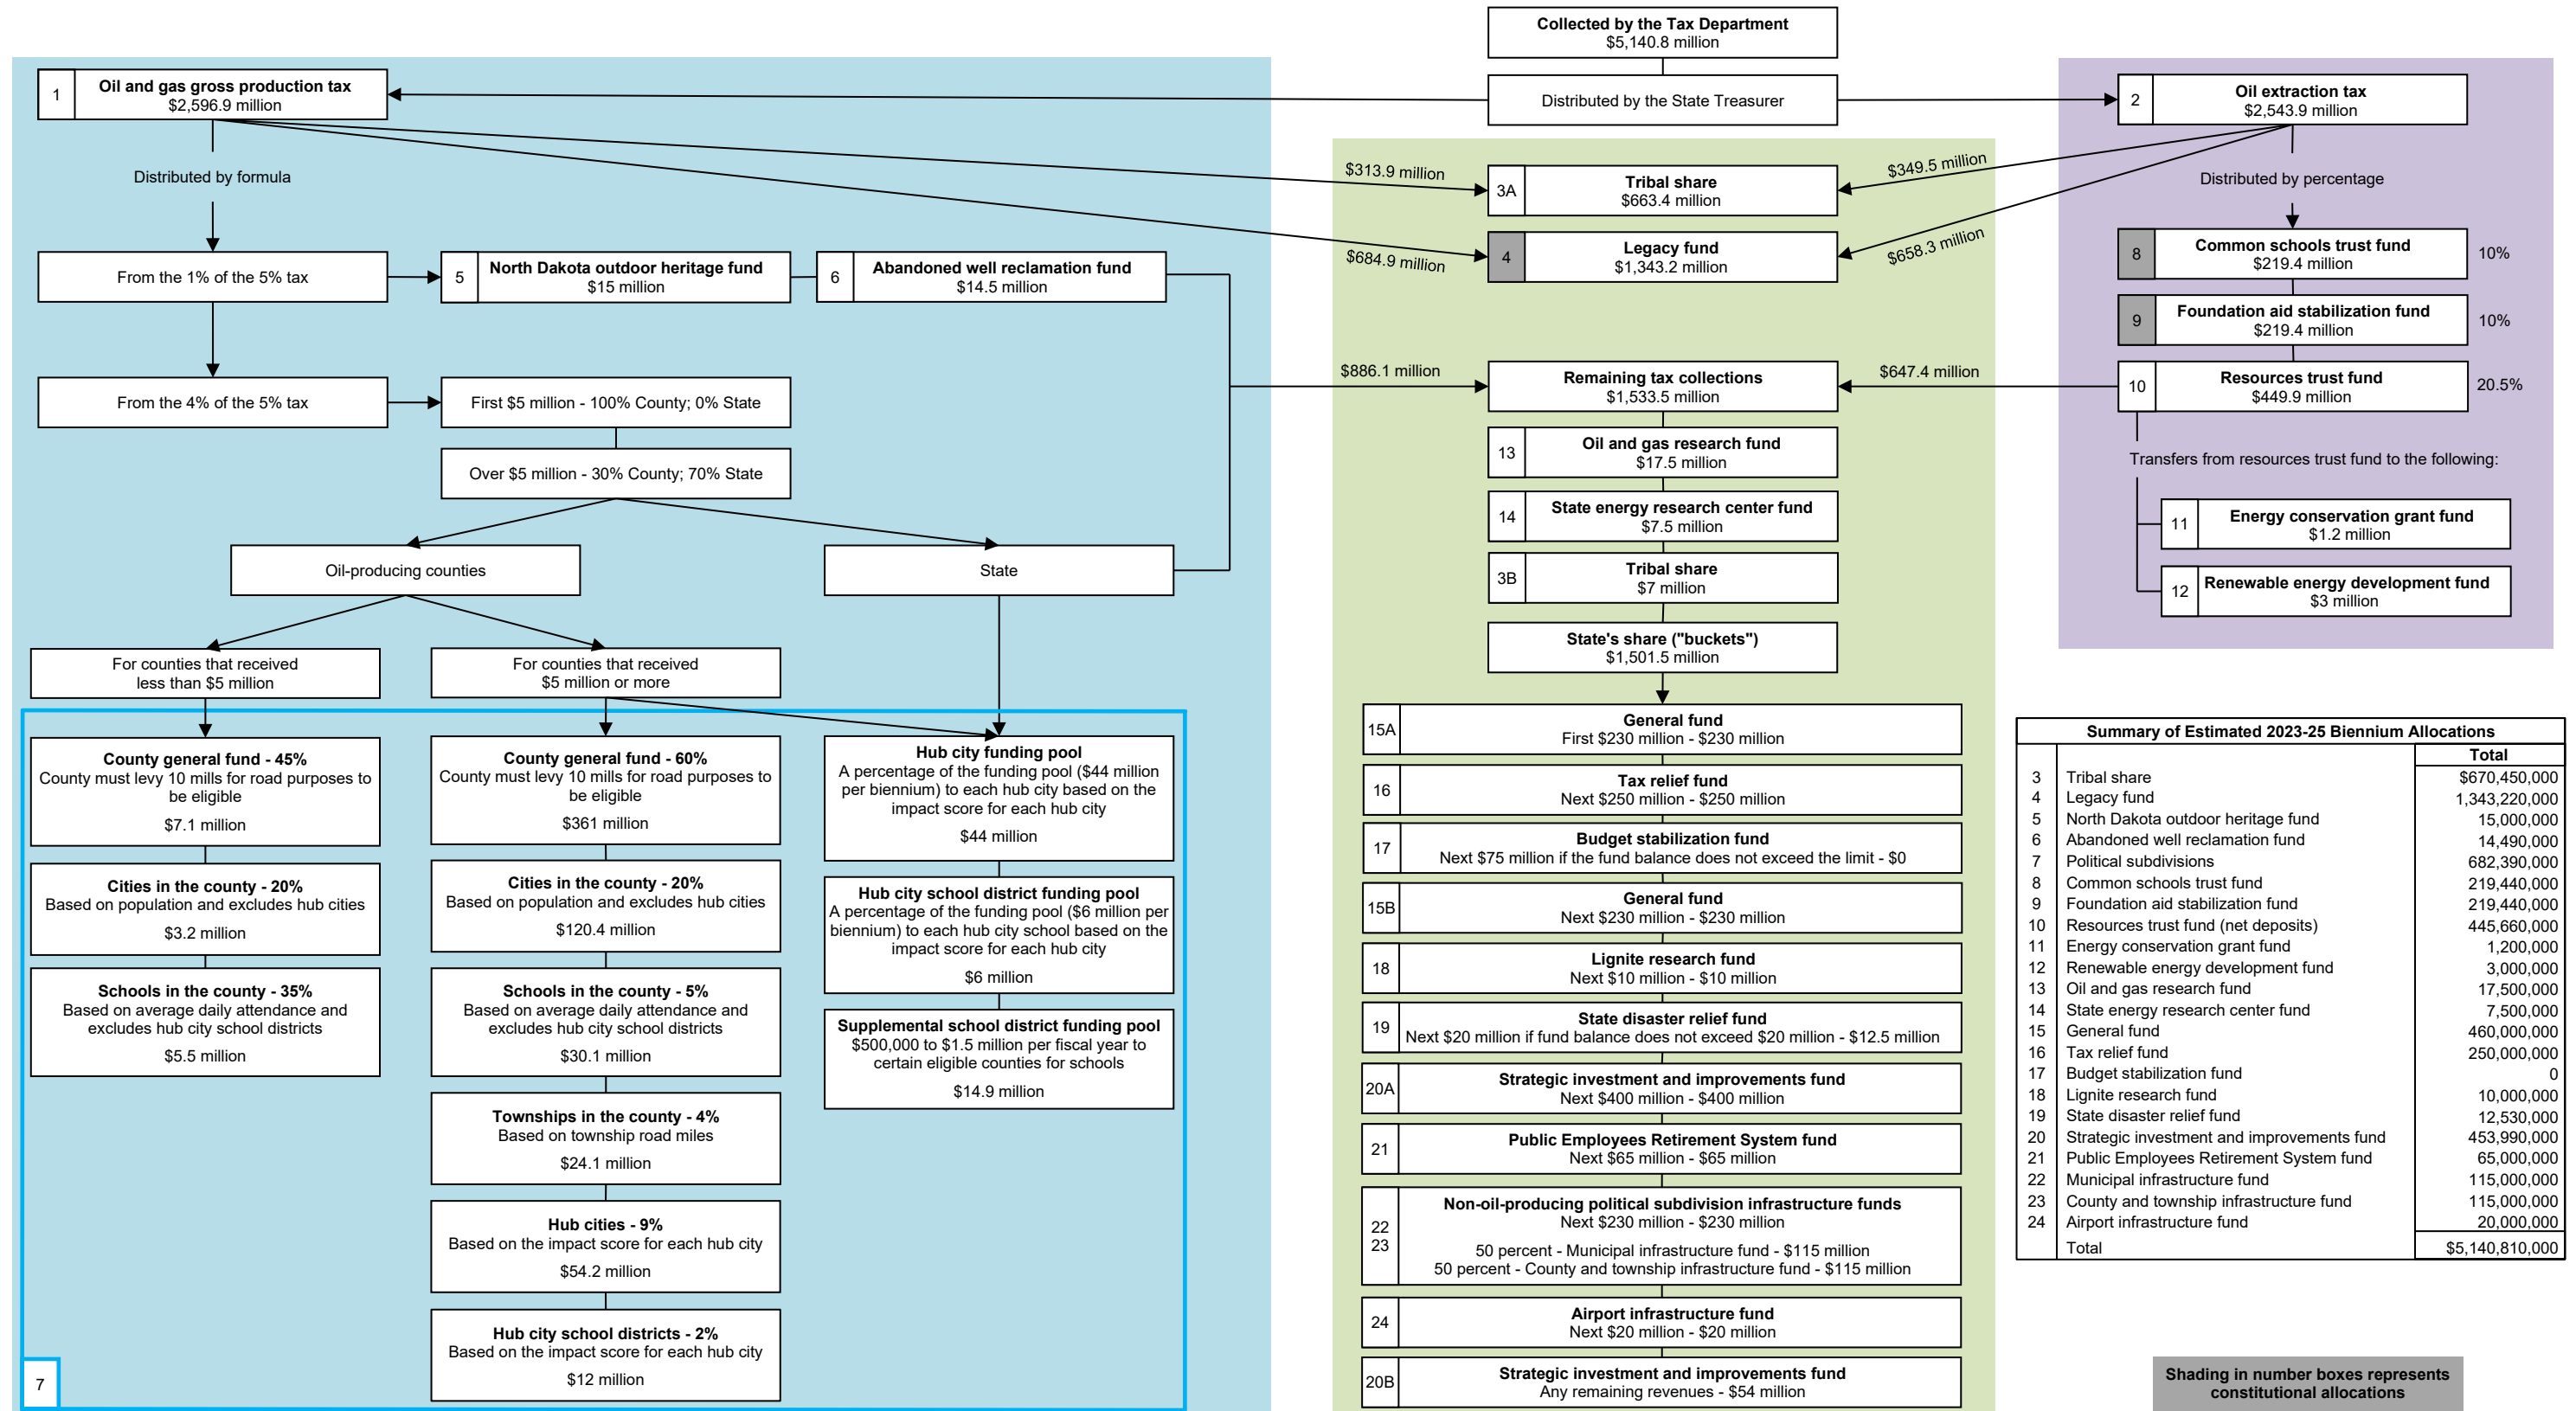 Collected by the Tax Department
$5,140.8 million
Distributed by the State Treasurer
1
Oil and gas gross production tax
$2,596.9 million
2
Oil extraction tax
$2,543.9 million
Distributed by formula
Distributed by percentage
$313.9 million
$349.5 million
3A
Tribal share
$663.4 million
$684.9 million
$658.3 million
4
Legacy fund
$1,343.2 million
From the 1% of the 5% tax
5
North Dakota outdoor heritage fund
$15 million
6
Abandoned well reclamation fund
$14.5 million
8
Common schools trust fund
$219.4 million
10%
9
Foundation aid stabilization fund
$219.4 million
10%
From the 4% of the 5% tax
First $5 million - 100% County; 0% State
Over $5 million - 30% County; 70% State
$886.1 million
Remaining tax collections
$1,533.5 million
$647.4 million
10
Resources trust fund
$449.9 million
20.5%
Transfers from resources trust fund to the following:
11
Energy conservation grant fund
$1.2 million
12
Renewable energy development fund
$3 million
13
Oil and gas research fund
$17.5 million
14
State energy research center fund
$7.5 million
3B
Tribal share
$7 million
State's share ("buckets")
$1,501.5 million
Oil-producing counties
State
For counties that received
less than $5 million
For counties that received
$5 million or more
7
County general fund - 45%
County must levy 10 mills for road purposes to
be eligible
$7.1 million
Cities in the county - 20%
Based on population and excludes hub cities
$3.2 million
Schools in the county - 35%
Based on average daily attendance and
excludes hub city school districts
$5.5 million
County general fund - 60%
County must levy 10 mills for road purposes to
be eligible
$361 million
Cities in the county - 20%
Based on population and excludes hub cities
$120.4 million
Schools in the county - 5%
Based on average daily attendance and
excludes hub city school districts
$30.1 million
Townships in the county - 4%
Based on township road miles
$24.1 million
Hub cities - 9%
Based on the impact score for each hub city
$54.2 million
Hub city school districts - 2%
Based on the impact score for each hub city
$12 million
Hub city funding pool
A percentage of the funding pool ($44 million
per biennium) to each hub city based on the
impact score for each hub city
$44 million
Hub city school district funding pool
A percentage of the funding pool ($6 million per
biennium) to each hub city school based on the
impact score for each hub city
$6 million
Supplemental school district funding pool
$500,000 to $1.5 million per fiscal year to
certain eligible counties for schools
$14.9 million
15A
General fund
First $230 million - $230 million
16
Tax relief fund
Next $250 million - $250 million
17
Budget stabilization fund
Next $75 million if the fund balance does not exceed the limit - $0
15B
General fund
Next $230 million - $230 million
18
Lignite research fund
Next $10 million - $10 million
19
State disaster relief fund
Next $20 million if fund balance does not exceed $20 million - $12.5 million
20A
Strategic investment and improvements fund
Next $400 million - $400 million
21
Public Employees Retirement System fund
Next $65 million - $65 million
22
23
Non-oil-producing political subdivision infrastructure funds
Next $230 million - $230 million
50 percent - Municipal infrastructure fund - $115 million
50 percent - County and township infrastructure fund - $115 million
24
Airport infrastructure fund
Next $20 million - $20 million
20B
Strategic investment and improvements fund
Any remaining revenues - $54 million
Summary of Estimated 2023-25 Biennium Allocations
Total
3 Tribal share $670,450,000
4 Legacy fund 1,343,220,000
5 North Dakota outdoor heritage fund 15,000,000
6 Abandoned well reclamation fund 14,490,000
7 Political subdivisions 682,390,000
8 Common schools trust fund 219,440,000
9 Foundation aid stabilization fund 219,440,000
10 Resources trust fund (net deposits) 445,660,000
11 Energy conservation grant fund 1,200,000
12 Renewable energy development fund 3,000,000
13 Oil and gas research fund 17,500,000
14 State energy research center fund 7,500,000
15 General fund 460,000,000
16 Tax relief fund 250,000,000
17 Budget stabilization fund 0
18 Lignite research fund 10,000,000
19 State disaster relief fund 12,530,000
20 Strategic investment and improvements fund 453,990,000
21 Public Employees Retirement System fund 65,000,000
22 Municipal infrastructure fund 115,000,000
23 County and township infrastructure fund 115,000,000
24 Airport infrastructure fund 20,000,000
Total $5,140,810,000
Shading in number boxes represents
constitutional allocations